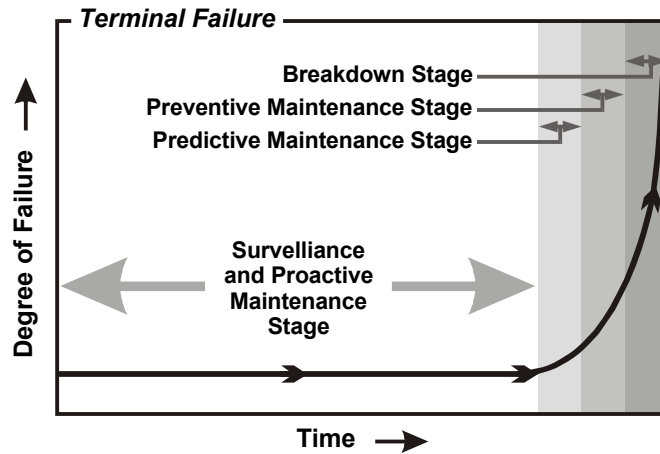 Terminal Failure
Breakdown Stage
Preventive Maintenance Stage
Predictive Maintenance Stage
Survelliance
and Proactive
Maintenance
Stage
Degree of Failure
Time